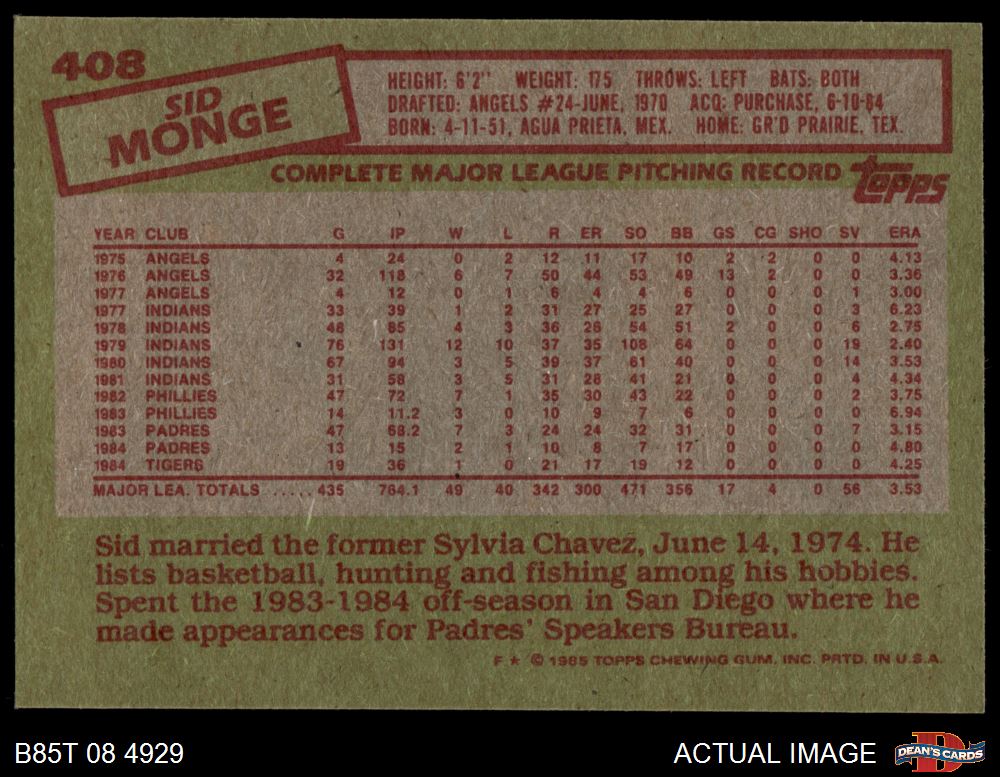 408
SID
MONGE
HEIGHT: 6'2" WEIGHT: 175 THROWS: LEFT BATS: BOTH
DRAFTED: ANGELS #24-JUNE, 1970 ACQ: PURCHASE, 6-10-84
BORN: 4-11-51, AGUA PRIETA, MEX. HOME: GR'D PRAIRIE, TEX.
COMPLETE MAJOR LEAGUE PITCHING RECORD
topps
YEAR CLUB G IP W L R ER SO BB GS CG SHO SV ERA
1975 ANGELS 4 24 0 2 12 11 17 10 2 2 0 0 4.13
1976 ANGELS 32 118 6 7 50 44 53 49 13 2 0 0 3.36
1977 ANGELS 4 12 0 1 6 4 4 6 0 0 0 1 3.00
1977 INDIANS 33 39 1 2 31 27 25 27 0 0 0 3 6.23
1978 INDIANS 48 85 4 3 36 26 54 51 2 0 0 6 2.75
1979 INDIANS 76 131 12 10 37 35 108 64 0 0 0 19 2.40
1980 INDIANS 67 94 3 5 39 37 61 40 0 0 0 14 3.53
1981 INDIANS 31 58 3 5 31 28 41 21 0 0 0 4 4.34
1982 PHILLIES 47 72 7 1 35 30 43 22 0 0 0 2 3.75
1983 PHILLIES 14 11.2 3 0 10 9 7 6 0 0 0 0 6.94
1983 PADRES 47 68.2 7 3 24 24 32 31 0 0 0 7 3.15
1984 PADRES 13 15 2 1 10 8 7 17 0 0 0 0 4.80
1984 TIGERS 19 36 1 0 21 17 19 12 0 0 0 0 4.25
MAJOR LEA. TOTALS ..... 435 764.1 49 40 342 300 471 356 17 4 0 56 3.53
Sid married the former Sylvia Chavez, June 14, 1974. He
lists basketball, hunting and fishing among his hobbies.
Spent the 1983-1984 off-season in San Diego where he
made appearances for Padres' Speakers Bureau.
F ★ © 1985 TOPPS CHEWING GUM, INC. PRTD. IN U.S.A.
B85T 08 4929
ACTUAL IMAGE
D
DEAN'S CARDS